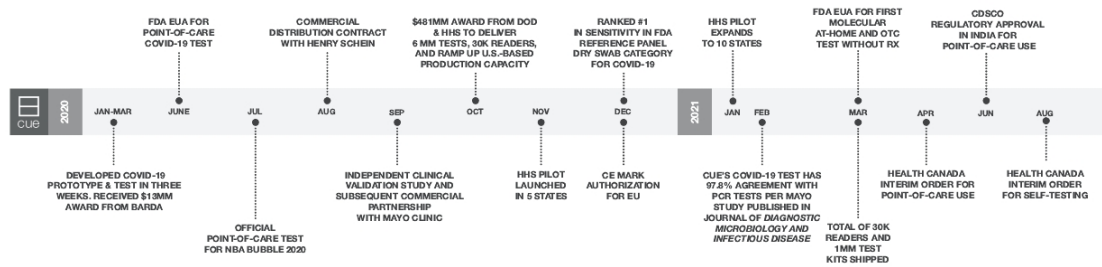 FDA EUA FOR
POINT-OF-CARE
COVID-19 TEST
COMMERCIAL
DISTRIBUTION CONTRACT
WITH HENRY SCHEIN
$481MM AWARD FROM DOD
& HHS TO DELIVER
6 MM TESTS, 30K READERS,
AND RAMP UP U.S.-BASED
PRODUCTION CAPACITY
RANKED #1
IN SENSITIVITY IN FDA
REFERENCE PANEL
DRY SWAB CATEGORY
FOR COVID-19
HHS PILOT
EXPANDS
TO 10 STATES
FDA EUA FOR FIRST
MOLECULAR
AT-HOME AND OTC
TEST WITHOUT RX
CDSCO
REGULATORY APPROVAL
IN INDIA FOR
POINT-OF-CARE USE
cue
2020
JAN-MAR
JUNE
JUL
AUG
SEP
OCT
NOV
DEC
2021
JAN
FEB
MAR
APR
JUN
AUG
DEVELOPED COVID-19
PROTOTYPE & TEST IN THREE
WEEKS. RECEIVED $13MM
AWARD FROM BARDA
OFFICIAL
POINT-OF-CARE TEST
FOR NBA BUBBLE 2020
INDEPENDENT CLINICAL
VALIDATION STUDY AND
SUBSEQUENT COMMERCIAL
PARTNERSHIP
WITH MAYO CLINIC
HHS PILOT
LAUNCHED
IN 5 STATES
CE MARK
AUTHORIZATION
FOR EU
CUE'S COVID-19 TEST HAS
97.8% AGREEMENT WITH
PCR TESTS PER MAYO
STUDY PUBLISHED IN
JOURNAL OF DIAGNOSTIC
MICROBIOLOGY AND
INFECTIOUS DISEASE
TOTAL OF 30K
READERS AND
1MM TEST
KITS SHIPPED
HEALTH CANADA
INTERIM ORDER FOR
POINT-OF-CARE USE
HEALTH CANADA
INTERIM ORDER
FOR SELF-TESTING